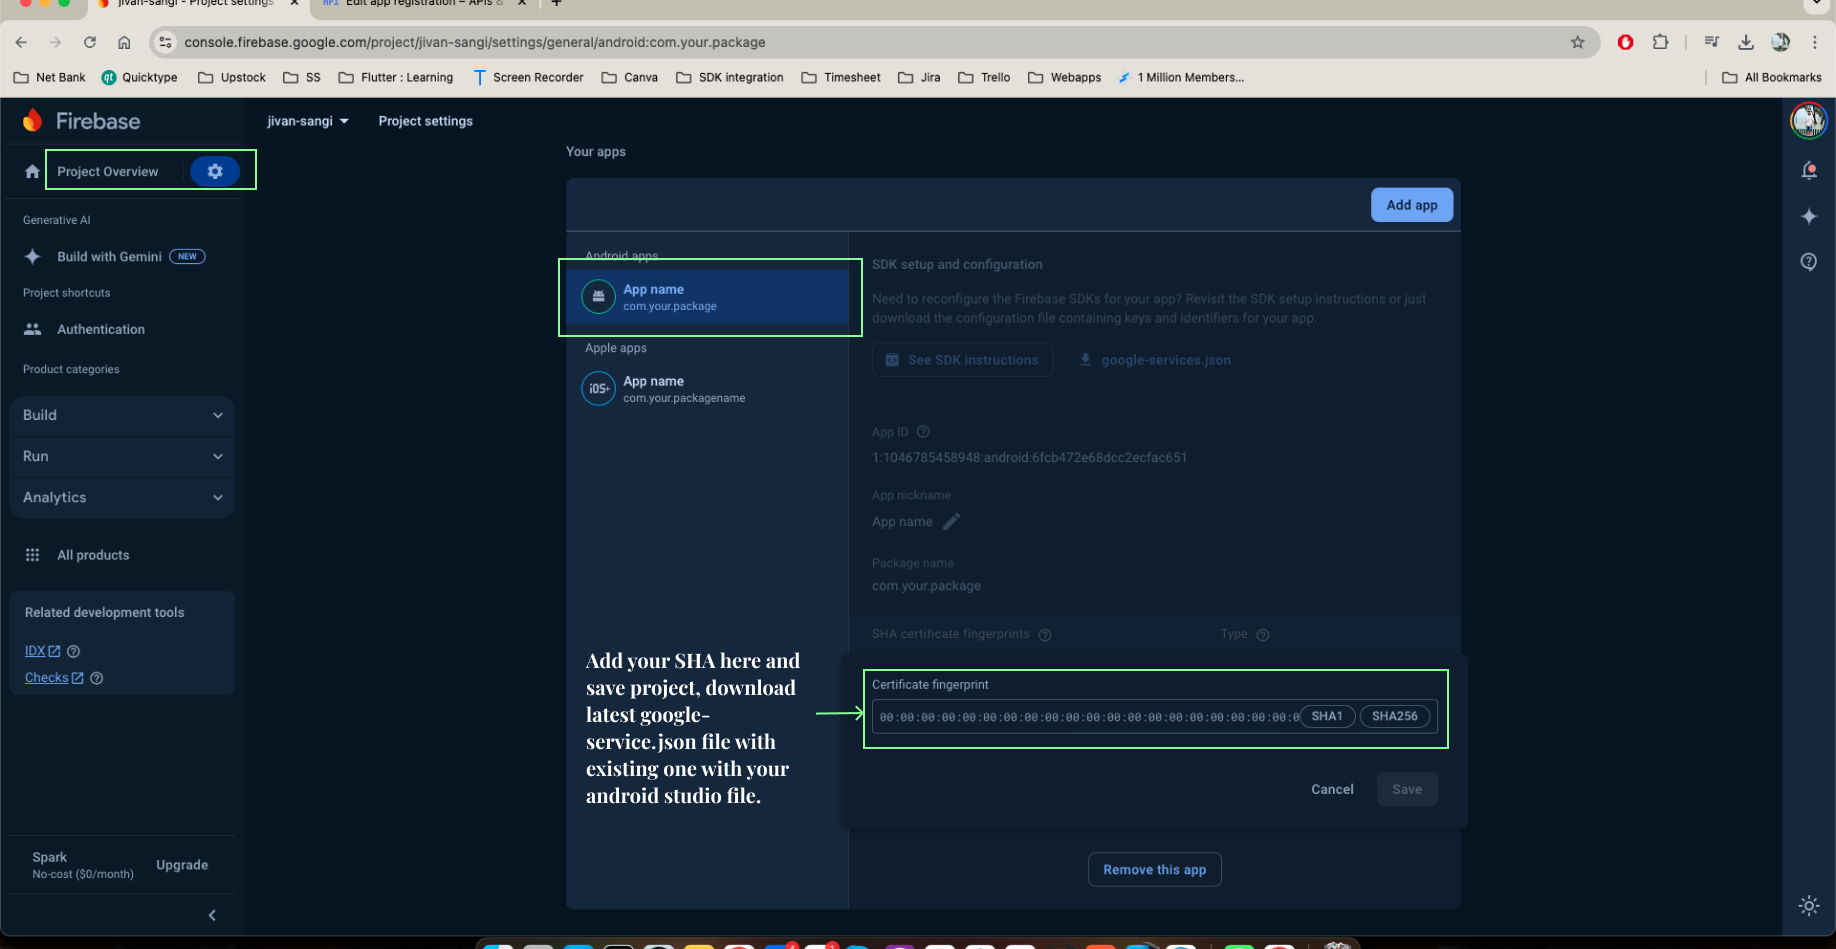 jivan-sangi - Project settings
Edit app registration – APIs &
console.firebase.google.com/project/jivan-sangi/settings/general/android:com.your.package
Net Bank
qt Quicktype
Upstock
SS
Flutter : Learning
Screen Recorder
Canva
SDK integration
Timesheet
Jira
Trello
Webapps
1 Million Members...
All Bookmarks
Firebase
jivan-sangi
Project settings
Project Overview
Generative AI
Build with Gemini
NEW
Project shortcuts
Authentication
Product categories
Build
Run
Analytics
All products
Related development tools
IDX
Checks
Spark
No-cost ($0/month)
Upgrade
Your apps
Add app
Android apps
App name
com.your.package
Apple apps
iOS+
App name
com.your.packagename
SDK setup and configuration
Need to reconfigure the Firebase SDKs for your app? Revisit the SDK setup instructions or just
download the configuration file containing keys and identifiers for your app.
See SDK instructions
google-services.json
App ID
1:1046785458948:android:6fcb472e68dcc2ecfac651
App nickname
App name
Package name
com.your.package
SHA certificate fingerprints
Type
Add your SHA here and
save project, download
latest google-
service.json file with
existing one with your
android studio file.
Certificate fingerprint
00:00:00:00:00:00:00:00:00:00:00:00:00:00:00:00:00:00:00:00:0
SHA1
SHA256
Cancel
Save
Remove this app